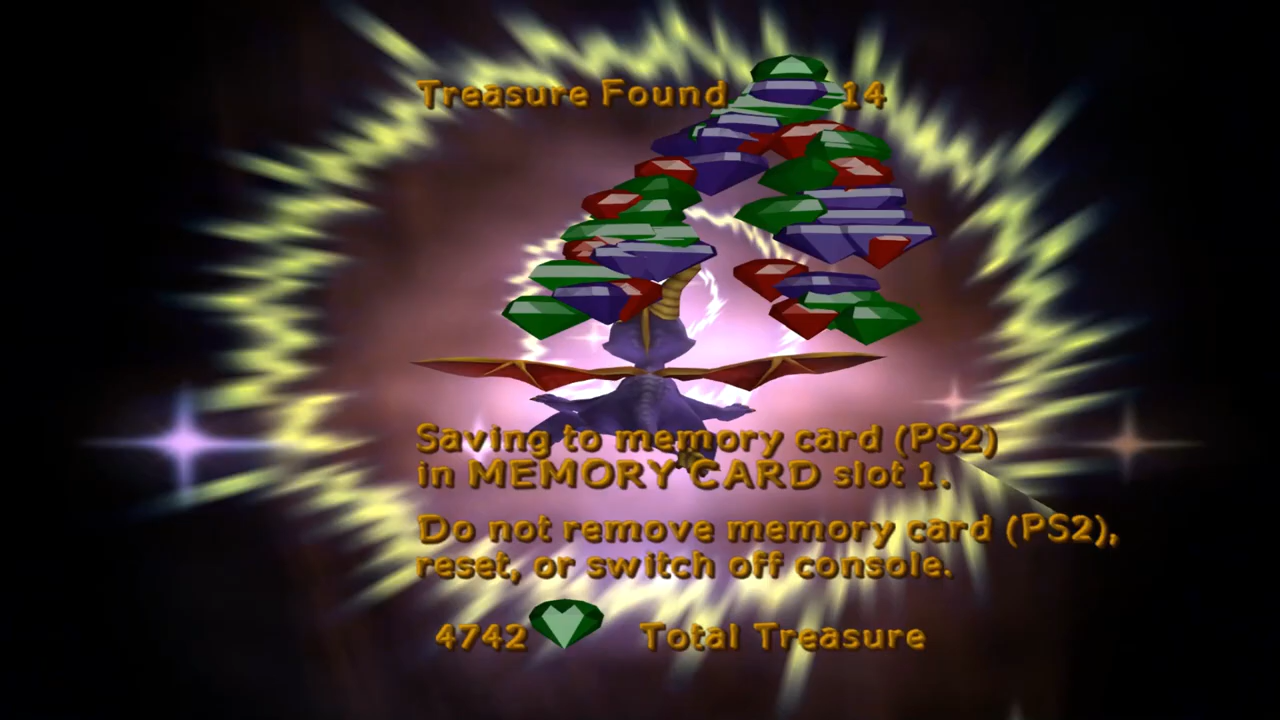 Treasure Found 14
Saving to memory card (PS2)
in MEMORY CARD slot 1.
Do not remove memory card (PS2),
reset, or switch off console.
4742 Total Treasure